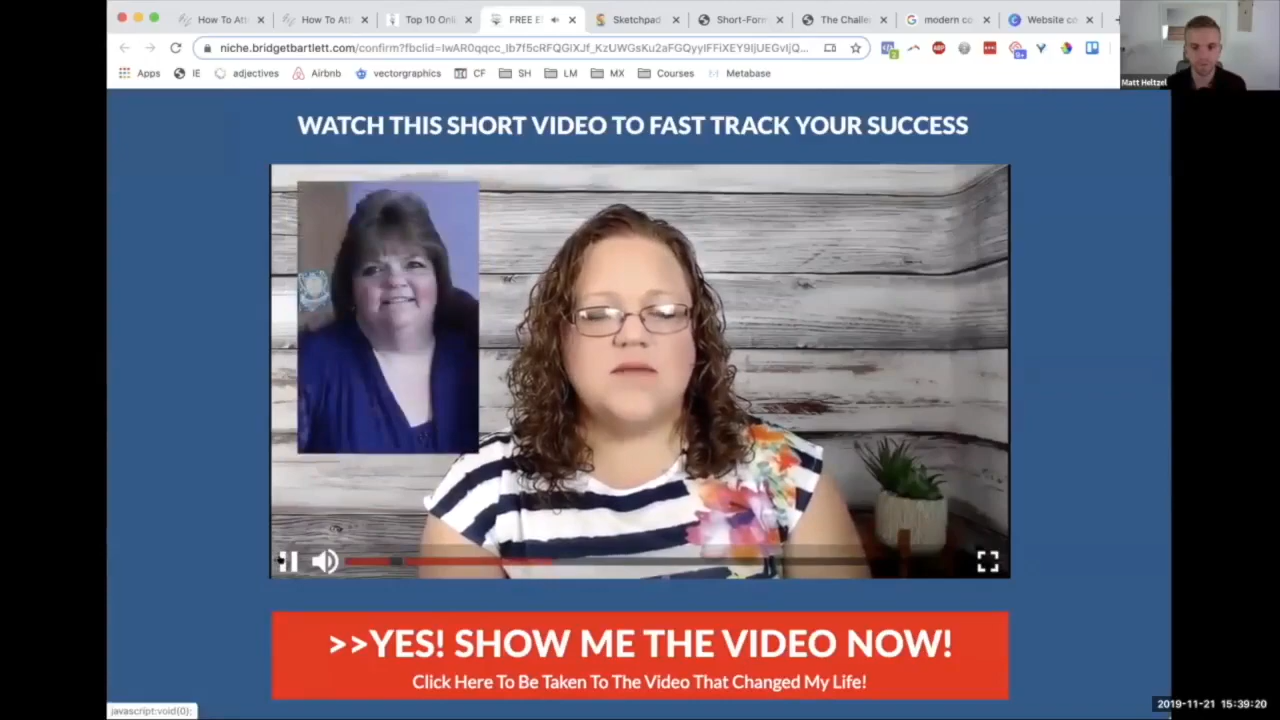 How To Att
How To Att
Top 10 Onli
FREE E
Sketchpad
Short-Form
The Challe
modern co
Website co
niche.bridgetbartlett.com/confirm?fbclid=
Apps
IE
adjectives
Airbnb
vectorgraphics
CF
SH
LM
MX
Courses
Metabase
Matt Heltzel
WATCH THIS SHORT VIDEO TO FAST TRACK YOUR SUCCESS
>>YES! SHOW ME THE VIDEO NOW!
Click Here To Be Taken To The Video That Changed My Life!
javascript:void(0);
2019-11-21 15:39:20